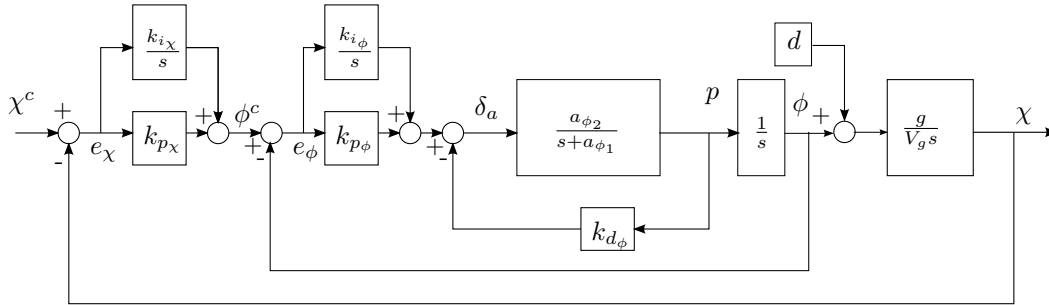 k_{i_χ}
s
k_{i_ϕ}
s
d
χ^c
+
-
e_χ
k_{p_χ}
+
ϕ^c
+
-
e_ϕ
k_{p_ϕ}
+
+
-
δ_a
a_{ϕ_2}
s+a_{ϕ_1}
p
1
s
ϕ
+
g
V_g s
χ
k_{d_ϕ}